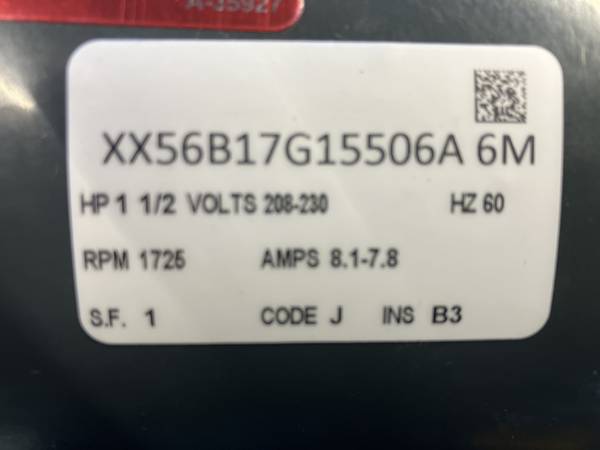 A-35927
XX56B17G15506A 6M
HP 1 1/2 VOLTS 208-230 HZ 60
RPM 1725 AMPS 8.1-7.8
S.F. 1 CODE J INS B3